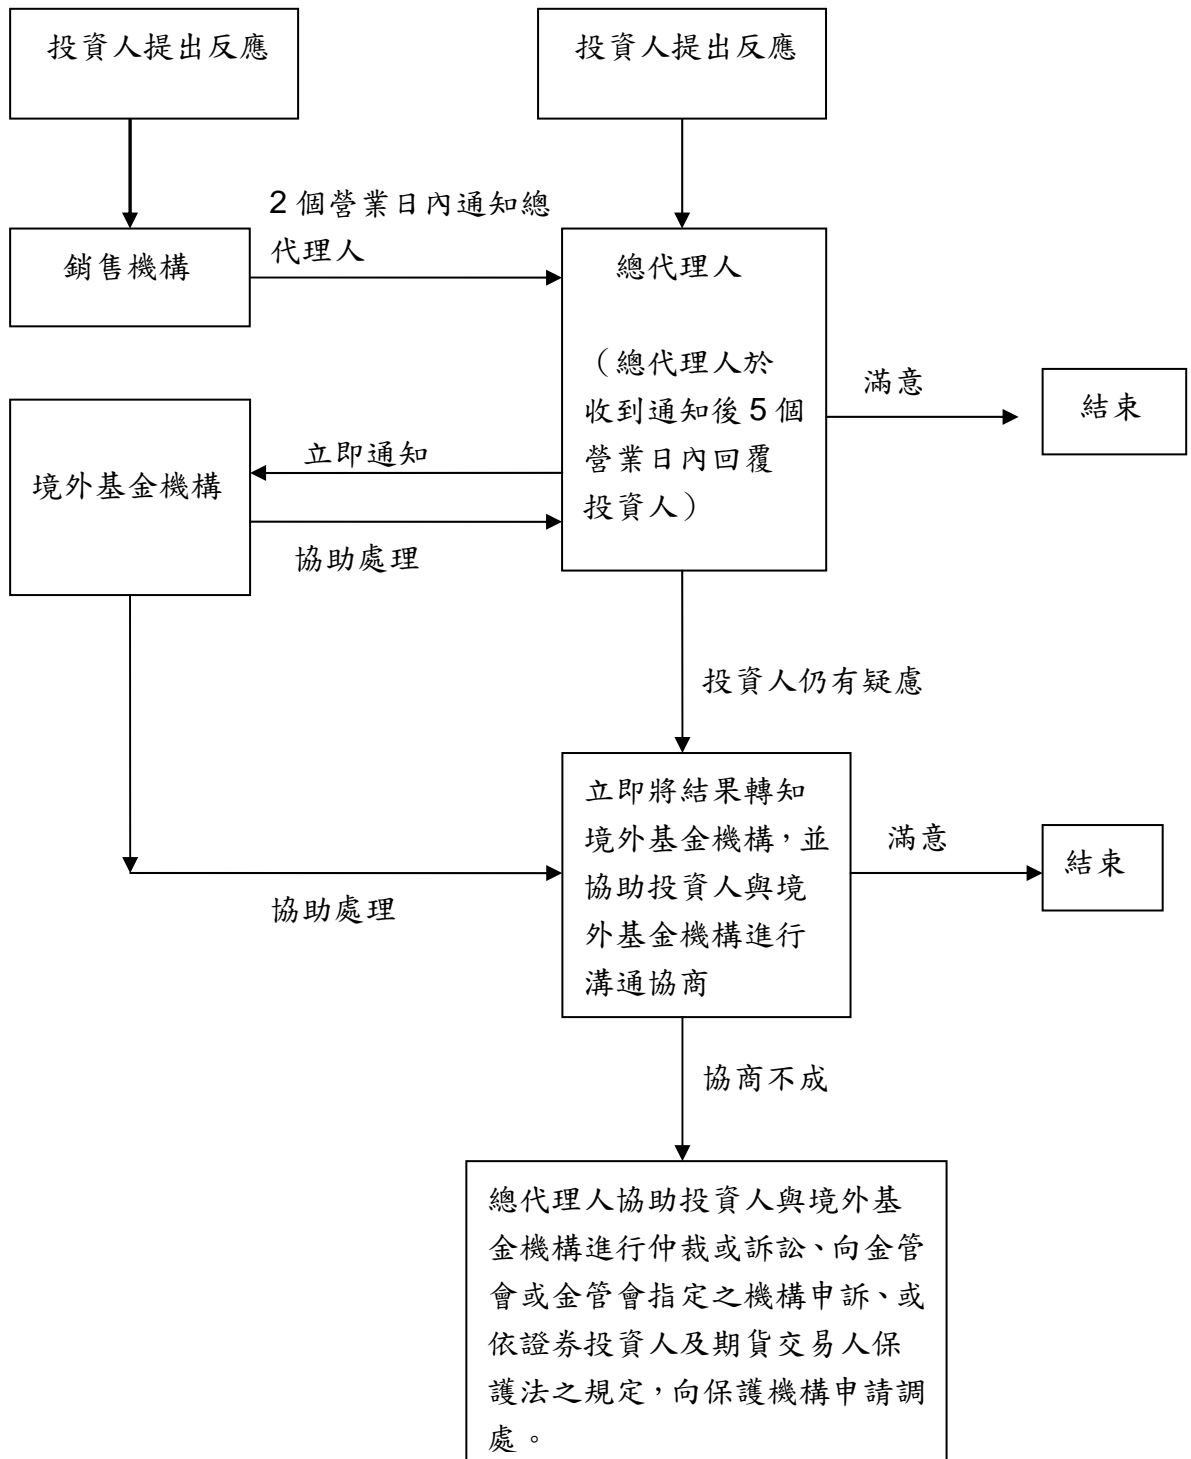 投資人提出反應
投資人提出反應
2 個營業日內通知總
代理人
銷售機構
總代理人
（總代理人於
收到通知後 5 個
營業日內回覆
投資人）
滿意
結束
境外基金機構
立即通知
協助處理
投資人仍有疑慮
立即將結果轉知
境外基金機構，並
協助投資人與境
外基金機構進行
溝通協商
滿意
結束
協助處理
協商不成
總代理人協助投資人與境外基
金機構進行仲裁或訴訟、向金管
會或金管會指定之機構申訴、或
依證券投資人及期貨交易人保
護法之規定，向保護機構申請調
處。